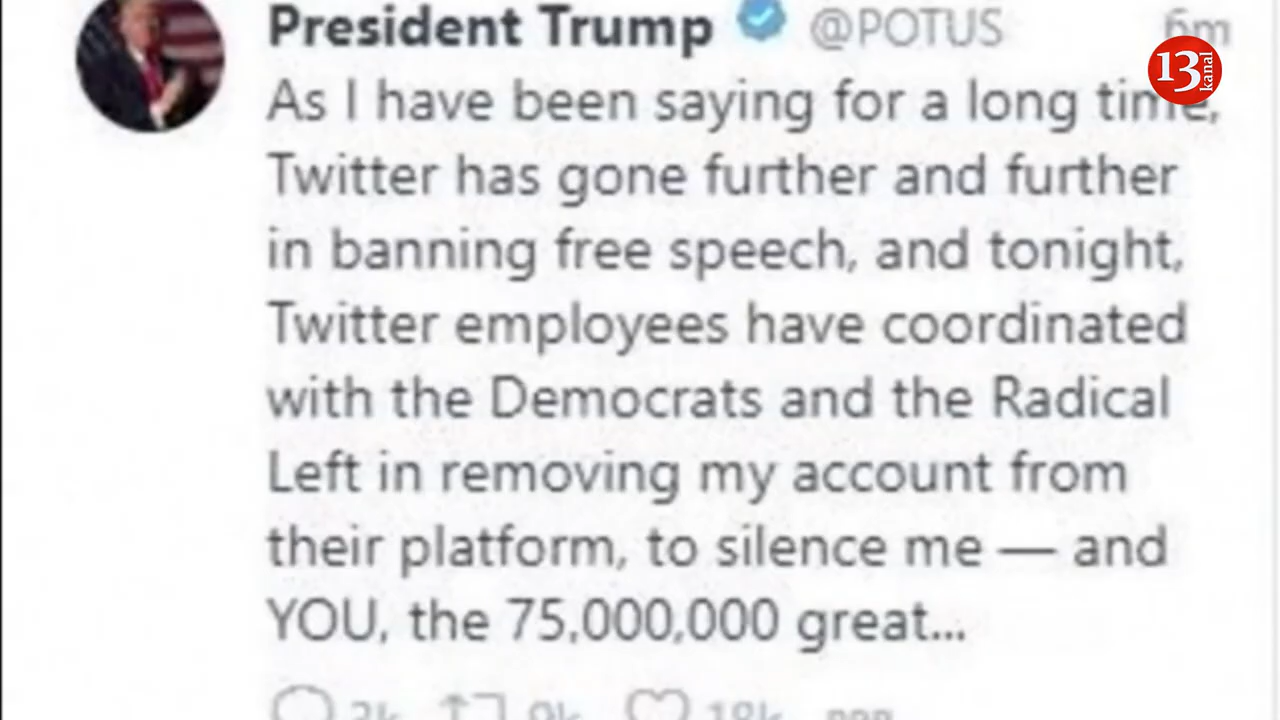 President Trump @POTUS 6m
As I have been saying for a long time,
Twitter has gone further and further
in banning free speech, and tonight,
Twitter employees have coordinated
with the Democrats and the Radical
Left in removing my account from
their platform, to silence me — and
YOU, the 75,000,000 great...
9k 18k
13 kanal